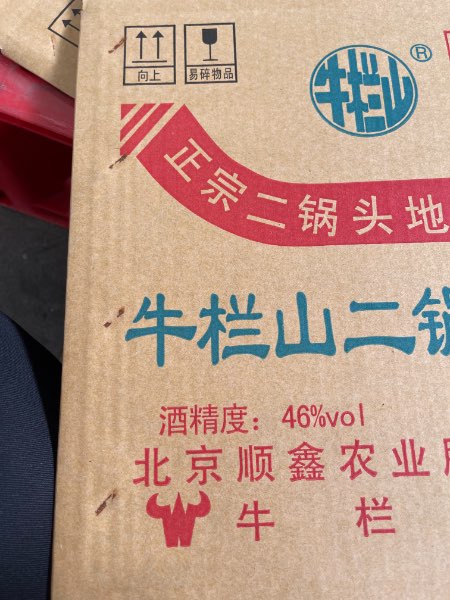 向上
易碎物品
牛栏山
®
正宗二锅头地
牛栏山二锅
酒精度：46%vol
北京顺鑫农业
牛栏